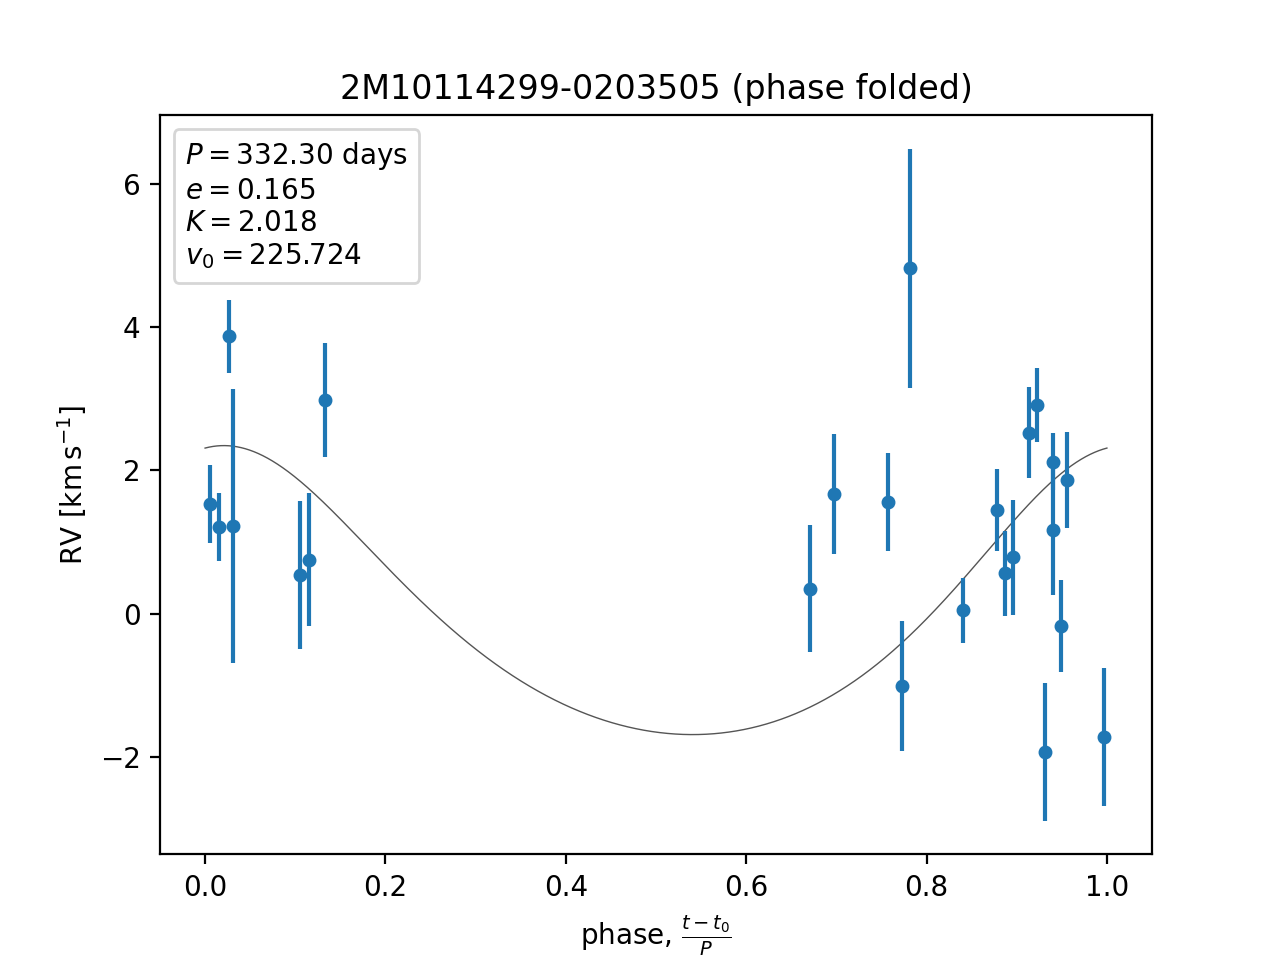 2M10114299-0203505 (phase folded)
P = 332.30 days
e = 0.165
K = 2.018
v₀ = 225.724
6
4
2
0
−2
RV [km s⁻¹]
0.0 0.2 0.4 0.6 0.8 1.0
phase, (t − t₀)/P